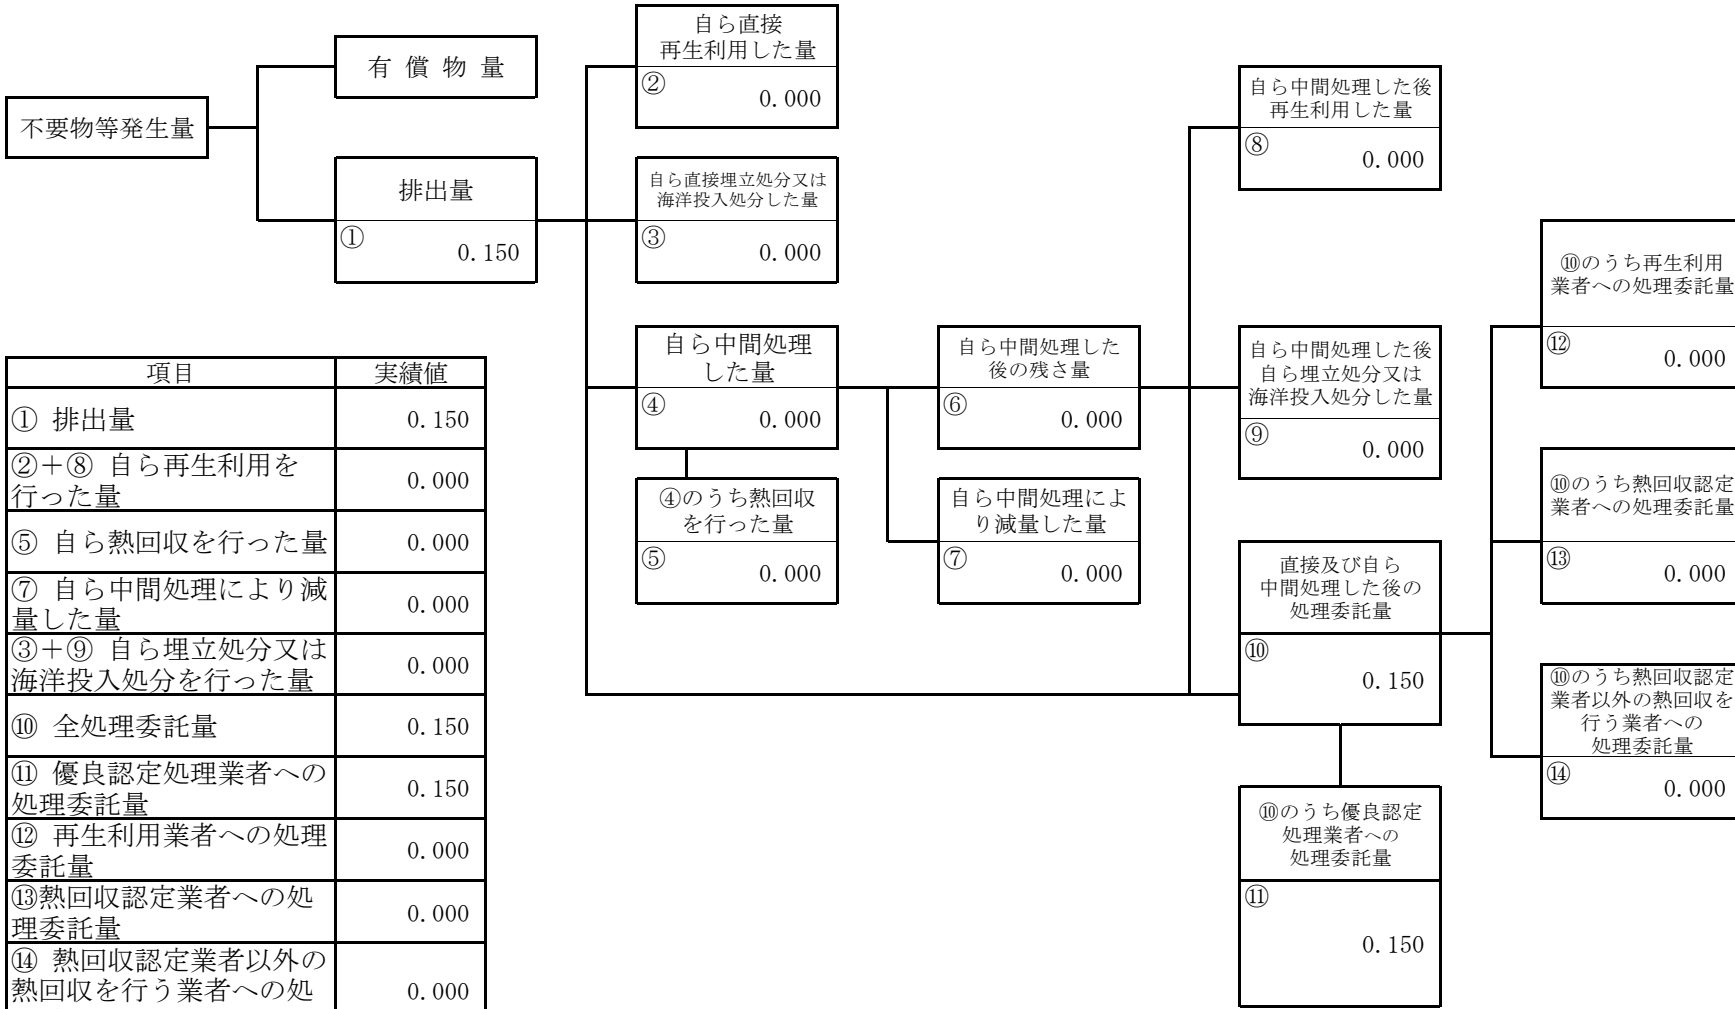 不要物等発生量
有 償 物 量
排出量
①
0.150
自ら直接
再生利用した量
②
0.000
自ら直接埋立処分又は
海洋投入処分した量
③
0.000
自ら中間処理
した量
④
0.000
④のうち熱回収
を行った量
⑤
0.000
自ら中間処理した
後の残さ量
⑥
0.000
自ら中間処理によ
り減量した量
⑦
0.000
自ら中間処理した後
再生利用した量
⑧
0.000
自ら中間処理した後
自ら埋立処分又は
海洋投入処分した量
⑨
0.000
直接及び自ら
中間処理した後の
処理委託量
⑩
0.150
⑩のうち優良認定
処理業者への
処理委託量
⑪
0.150
⑩のうち再生利用
業者への処理委託量
⑫
0.000
⑩のうち熱回収認定
業者への処理委託量
⑬
0.000
⑩のうち熱回収認定
業者以外の熱回収を
行う業者への
処理委託量
⑭
0.000
項目 実績値
① 排出量 0.150
②＋⑧ 自ら再生利用を
行った量 0.000
⑤ 自ら熱回収を行った量 0.000
⑦ 自ら中間処理により減
量した量 0.000
③＋⑨ 自ら埋立処分又は
海洋投入処分を行った量 0.000
⑩ 全処理委託量 0.150
⑪ 優良認定処理業者への
処理委託量 0.150
⑫ 再生利用業者への処理
委託量 0.000
⑬熱回収認定業者への処
理委託量 0.000
⑭ 熱回収認定業者以外の
熱回収を行う業者への処 0.000